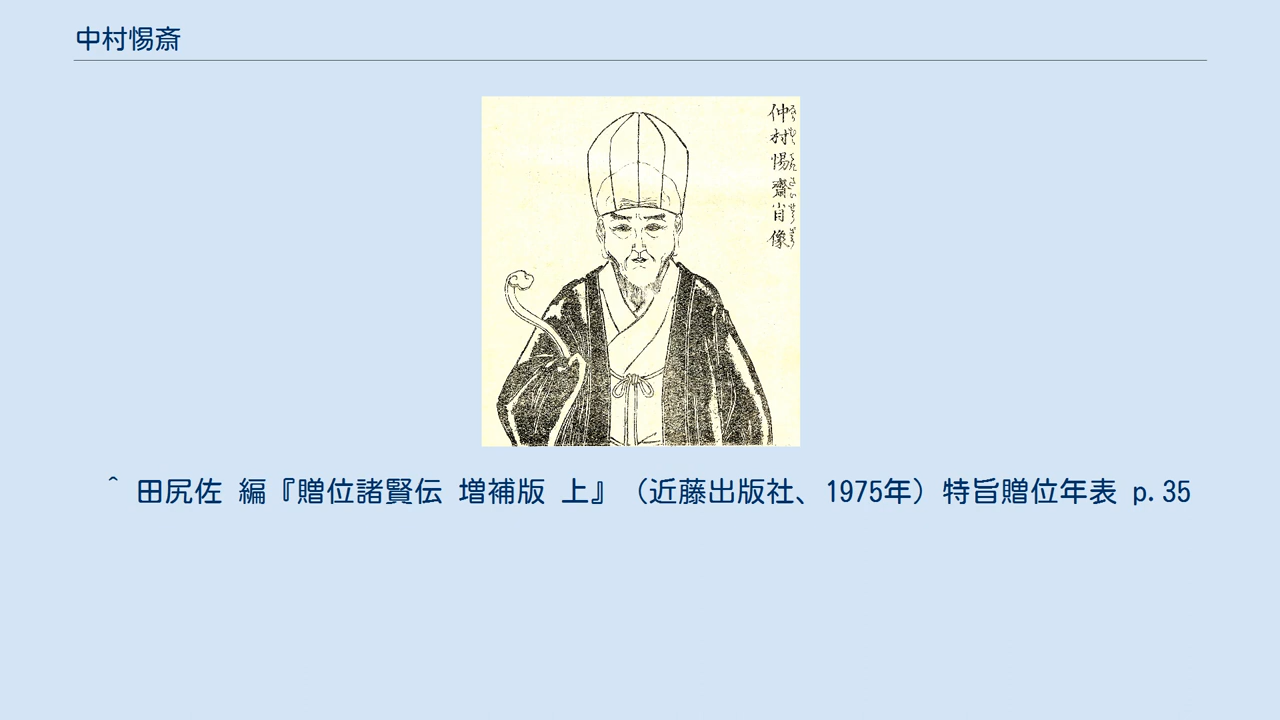 中村惕斎
仲村惕齋肖像
^ 田尻佐 編『贈位諸賢伝 増補版 上』（近藤出版社、1975年）特旨贈位年表 p.35